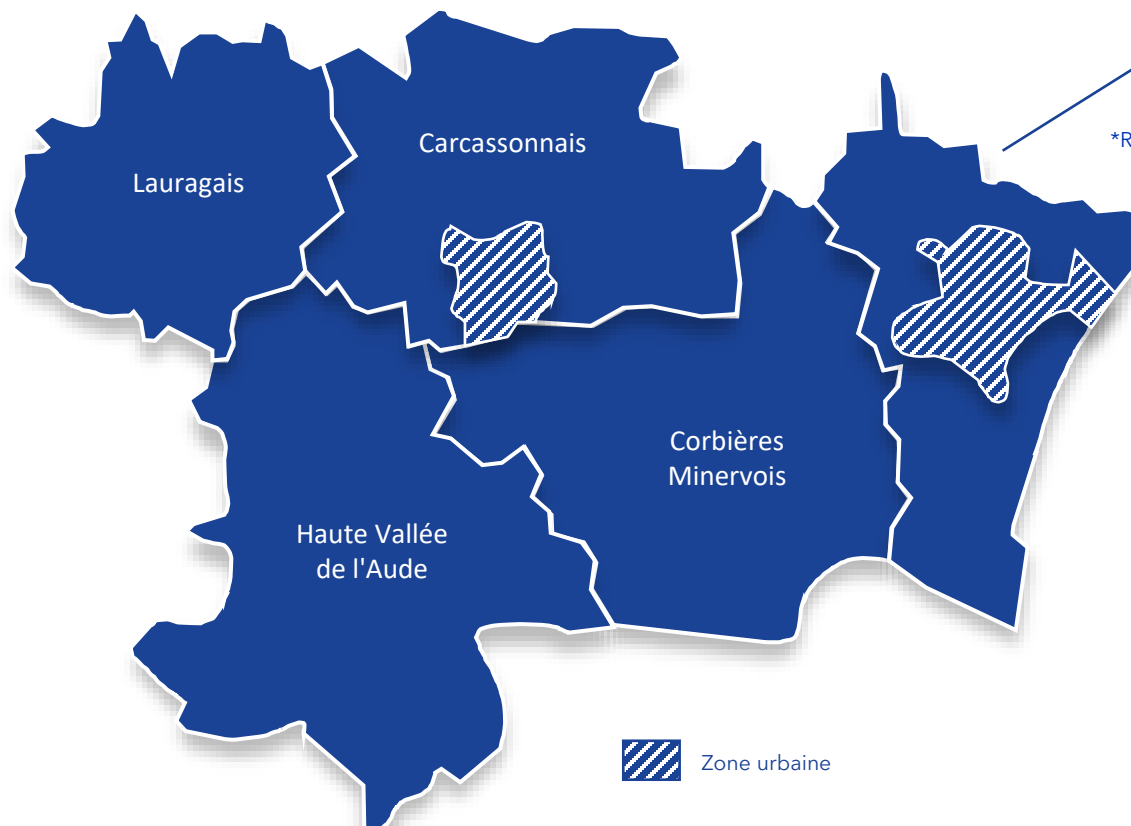 *R
Carcassonnais
Lauragais
Corbières
Minervois
Haute Vallée
de l'Aude
Zone urbaine